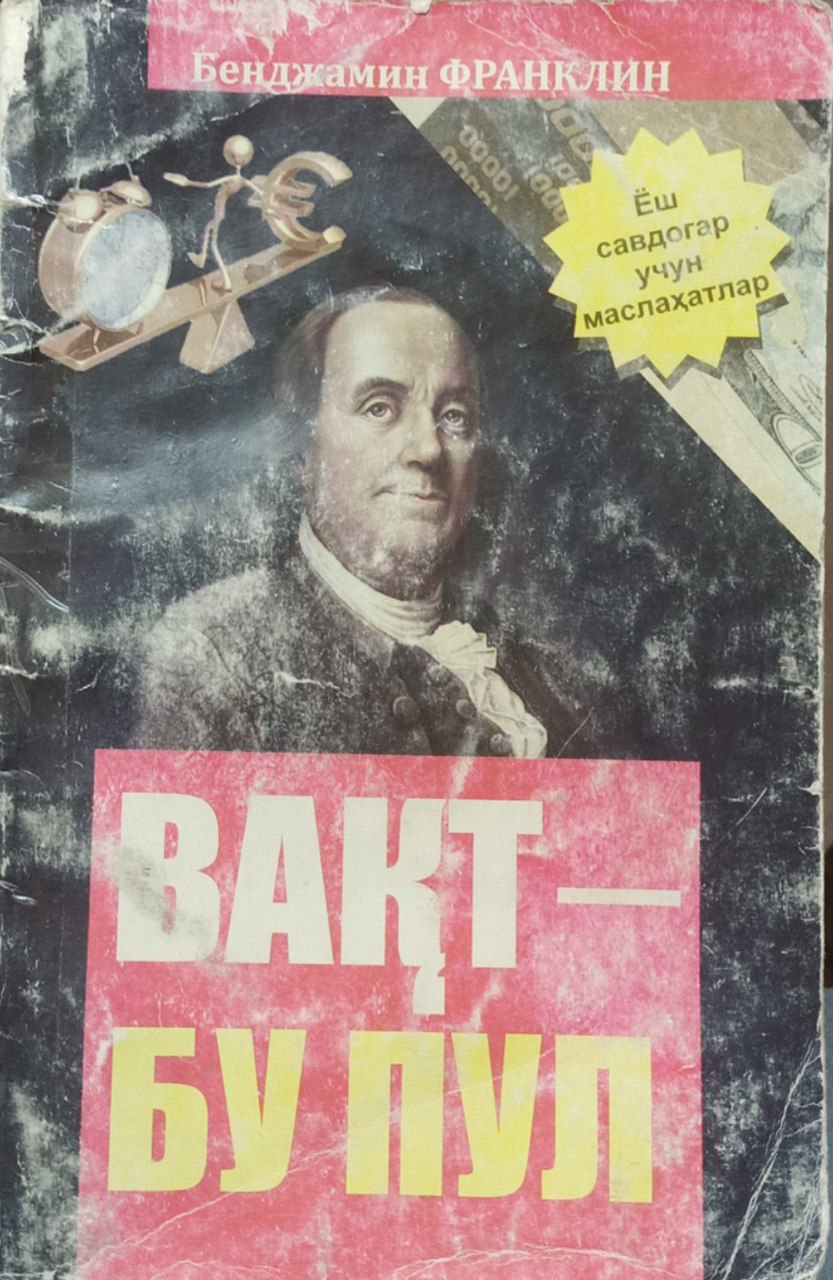 Бенджамин ФРАНКЛИН
Ёш
савдогар
учун
маслаҳатлар
ВАҚТ —
БУ ПУЛ